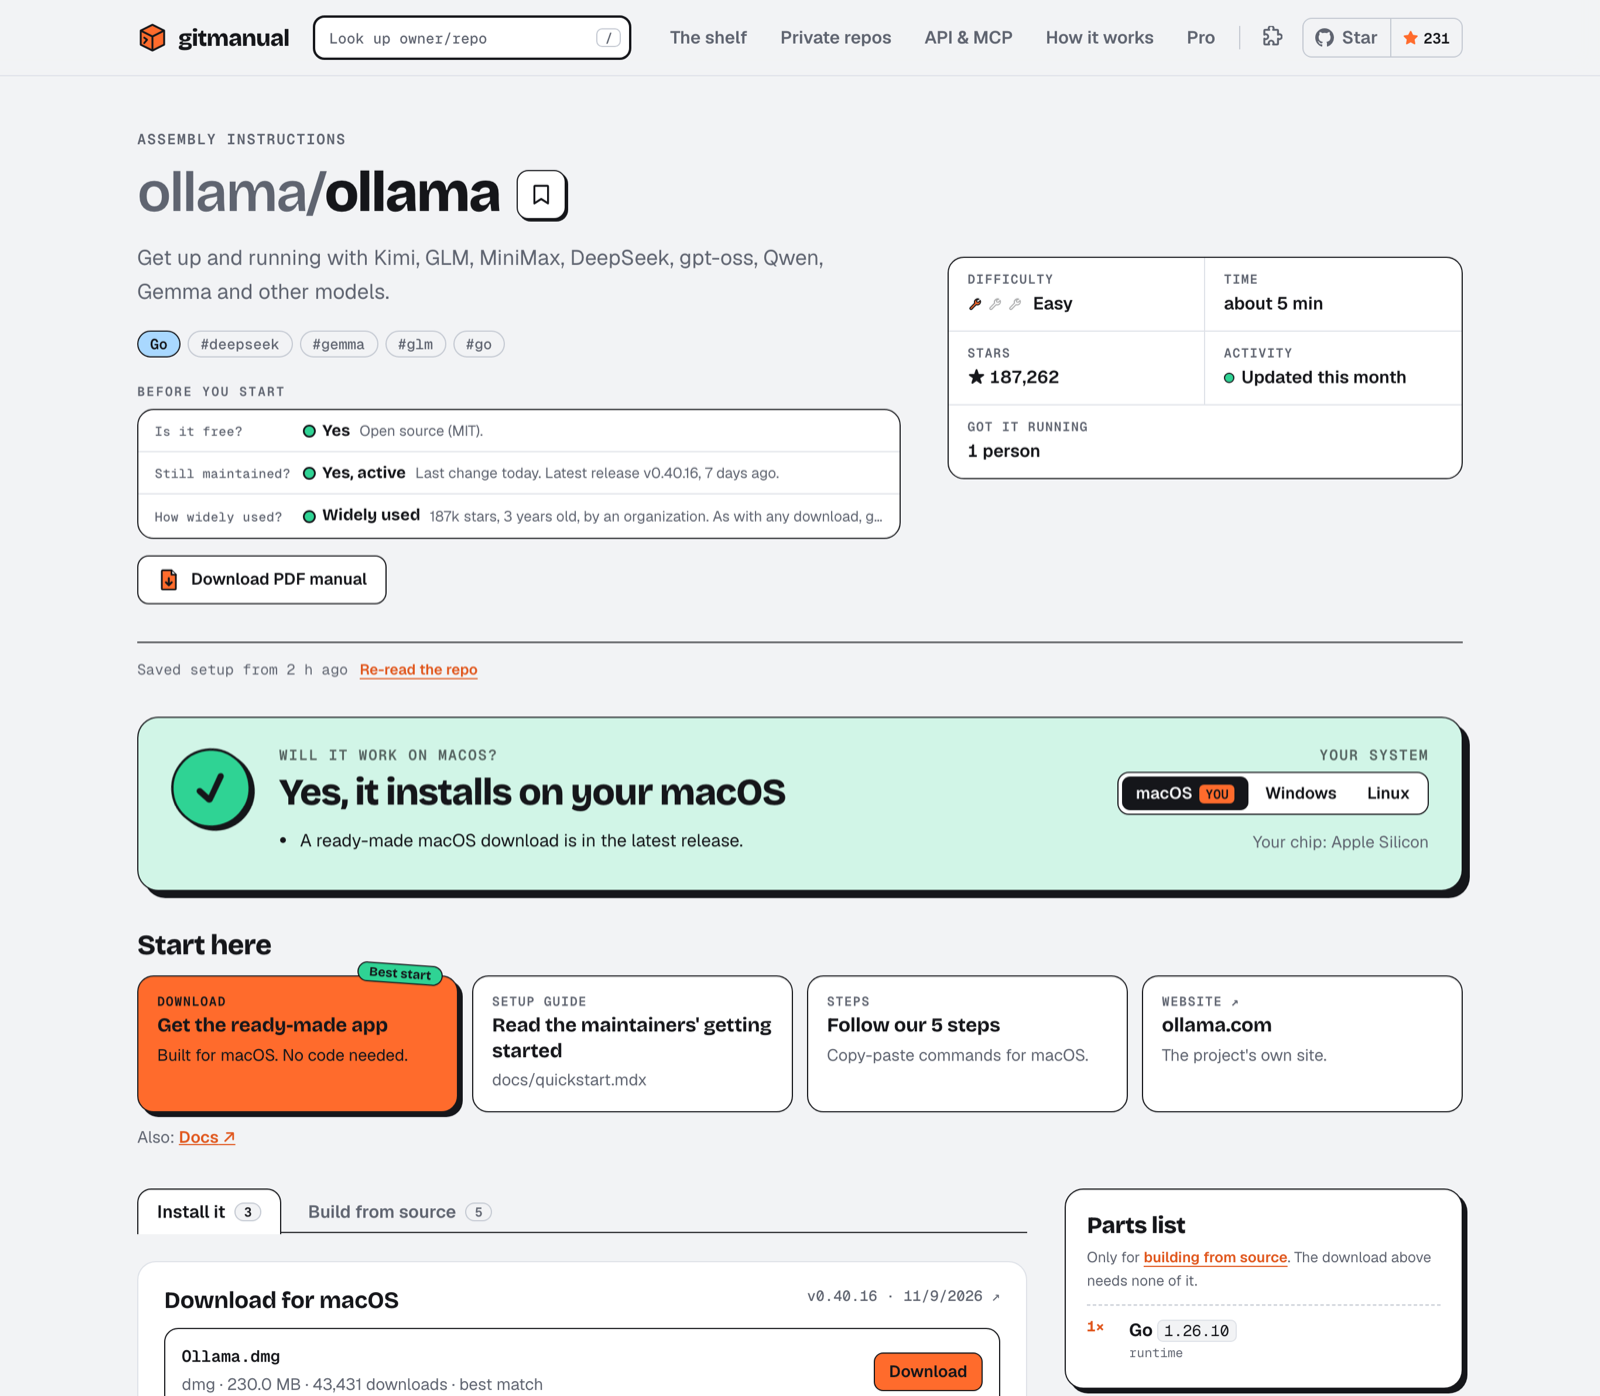 gitmanual
Look up owner/repo
/
The shelf
Private repos
API & MCP
How it works
Pro
Star
231
ASSEMBLY INSTRUCTIONS
ollama/ollama
Get up and running with Kimi, GLM, MiniMax, DeepSeek, gpt-oss, Qwen,
Gemma and other models.
Go
#deepseek
#gemma
#glm
#go
BEFORE YOU START
Is it free? Yes Open source (MIT).
Still maintained? Yes, active Last change today. Latest release v0.40.16, 7 days ago.
How widely used? Widely used 187k stars, 3 years old, by an organization. As with any download, g…
Download PDF manual
DIFFICULTY
Easy
TIME
about 5 min
STARS
★ 187,262
ACTIVITY
Updated this month
GOT IT RUNNING
1 person
Saved setup from 2 h ago Re-read the repo
WILL IT WORK ON MACOS?
Yes, it installs on your macOS
• A ready-made macOS download is in the latest release.
YOUR SYSTEM
macOS YOU
Windows
Linux
Your chip: Apple Silicon
Start here
Best start
DOWNLOAD
Get the ready-made app
Built for macOS. No code needed.
SETUP GUIDE
Read the maintainers' getting
started
docs/quickstart.mdx
STEPS
Follow our 5 steps
Copy-paste commands for macOS.
WEBSITE ↗
ollama.com
The project's own site.
Also: Docs ↗
Install it 3
Build from source 5
Download for macOS
v0.40.16 · 11/9/2026 ↗
Ollama.dmg
dmg · 230.0 MB · 43,431 downloads · best match
Download
Parts list
Only for building from source. The download above
needs none of it.
1× Go 1.26.10
runtime